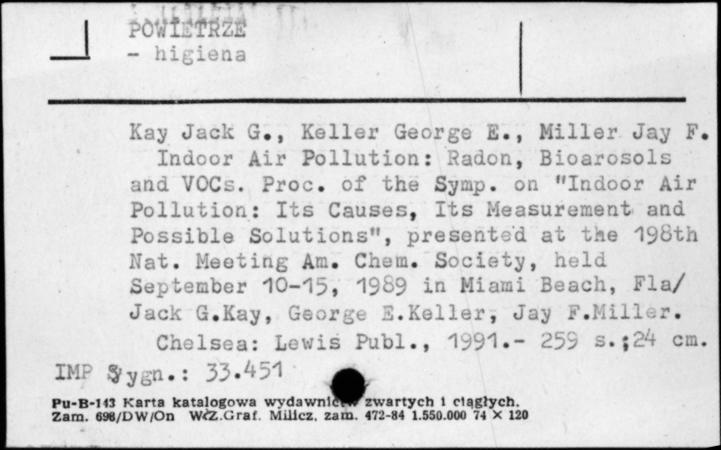 POWIETRZE
- higiena
Kay Jack G., Keller George E., Miller Jay F.
Indoor Air Pollution: Radon, Bioarosols
and VOCs. Proc. of the Symp. on "Indoor Air
Pollution: Its Causes, Its Measurement and
Possible Solutions", presented at the 198th
Nat. Meeting Am. Chem. Society, held
September 10-15, 1989 in Miami Beach, Fla/
Jack G.Kay, George E.Keller, Jay F.Miller.
Chelsea: Lewis Publ., 1991.- 259 s.;24 cm.
IMP Sygn.: 33.451
Pu-B-143 Karta katalogowa wydawnictw zwartych i ciągłych.
Zam. 698/DW/On WZ.Graf. Milicz, zam. 472-84 1.550.000 74 × 120